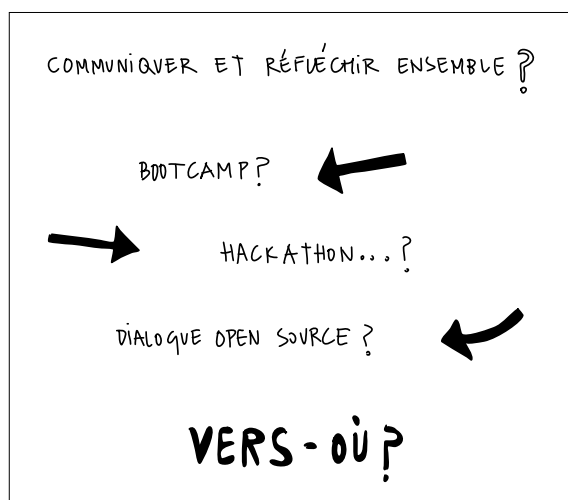 COMMUNIQUER ET RÉFLÉCHIR ENSEMBLE ?
BOOTCAMP ?
HACKATHON...?
DIALOGUE OPEN SOURCE ?
VERS-OÙ ?